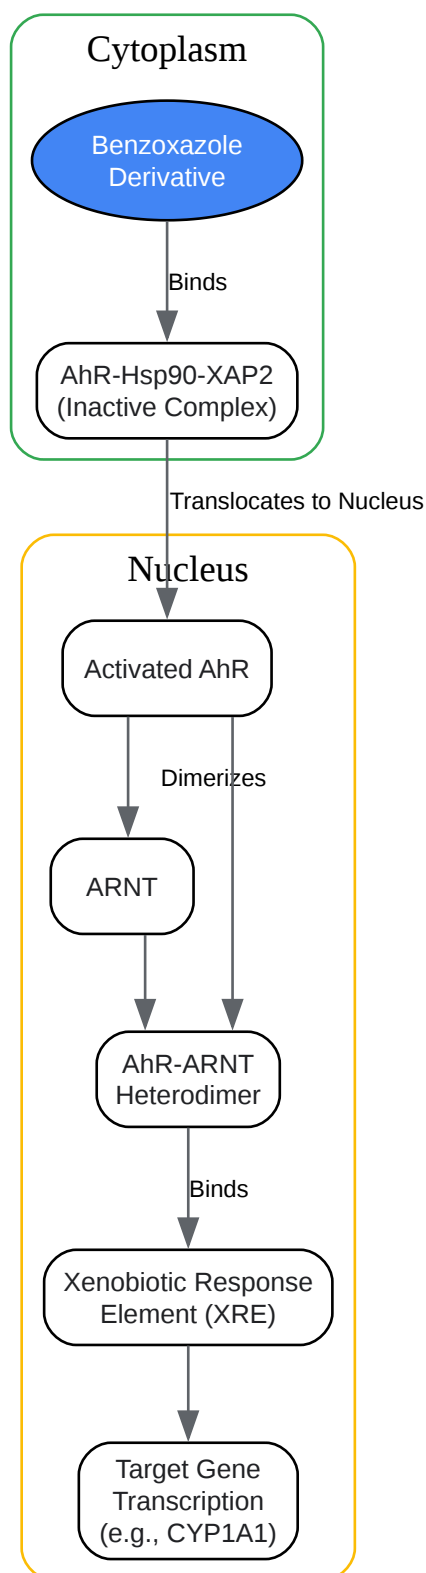 Cytoplasm
Benzoxazole
Derivative
Binds
AhR-Hsp90-XAP2
(Inactive Complex)
Translocates to Nucleus
Nucleus
Activated AhR
Dimerizes
ARNT
AhR-ARNT
Heterodimer
Binds
Xenobiotic Response
Element (XRE)
Target Gene
Transcription
(e.g., CYP1A1)